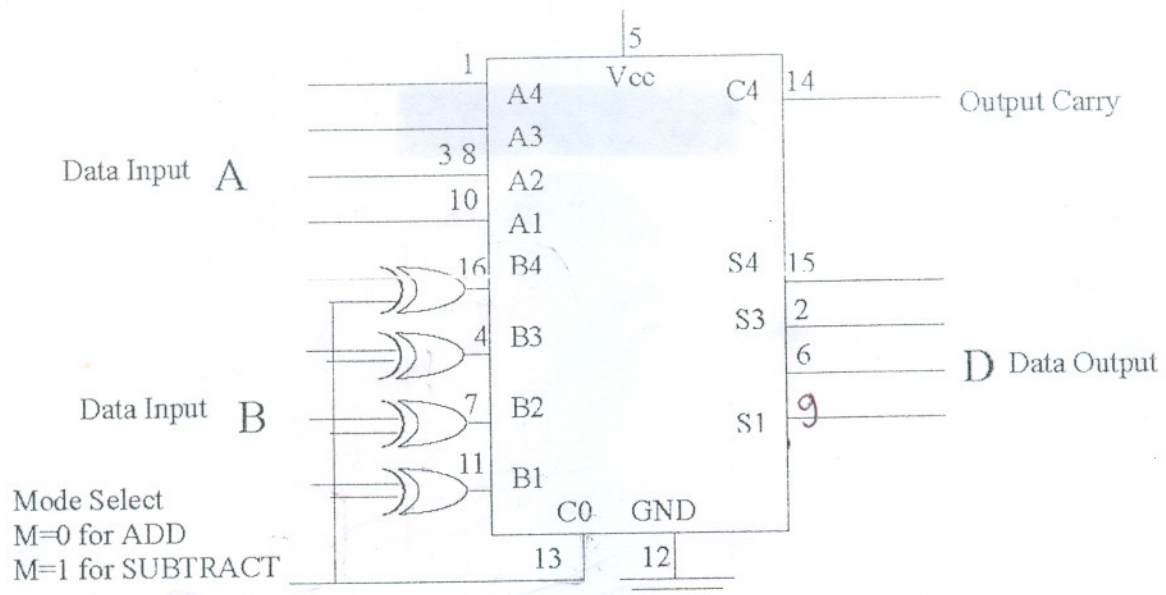 5
1
Vcc
14
A4
C4
Output Carry
A3
3 8
Data Input A
A2
10
A1
16
B4
S4
15
4
B3
S3
2
6
D Data Output
Data Input B
7
B2
S1
9
11
B1
Mode Select
M=0 for ADD
M=1 for SUBTRACT
C0
GND
13
12